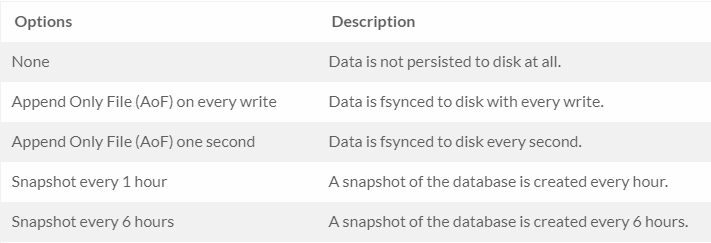 Options Description
None Data is not persisted to disk at all.
Append Only File (AoF) on every write Data is fsynced to disk with every write.
Append Only File (AoF) one second Data is fsynced to disk every second.
Snapshot every 1 hour A snapshot of the database is created every hour.
Snapshot every 6 hours A snapshot of the database is created every 6 hours.